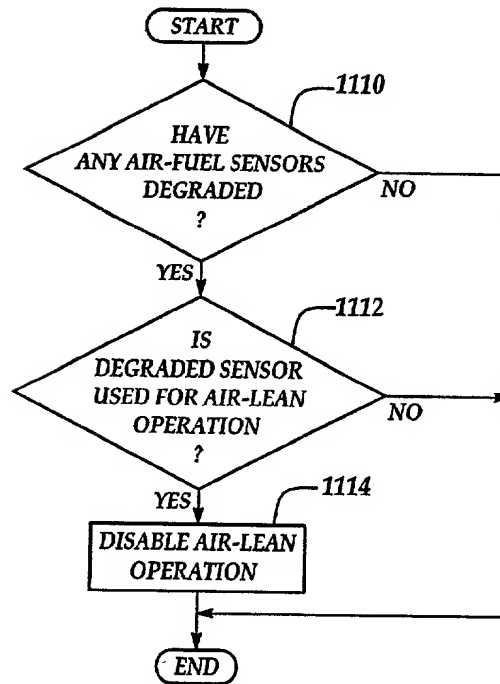 START
1110
HAVE
ANY AIR-FUEL SENSORS
DEGRADED
?
NO
YES
1112
IS
DEGRADED SENSOR
USED FOR AIR-LEAN
OPERATION
?
NO
YES
1114
DISABLE AIR-LEAN
OPERATION
END